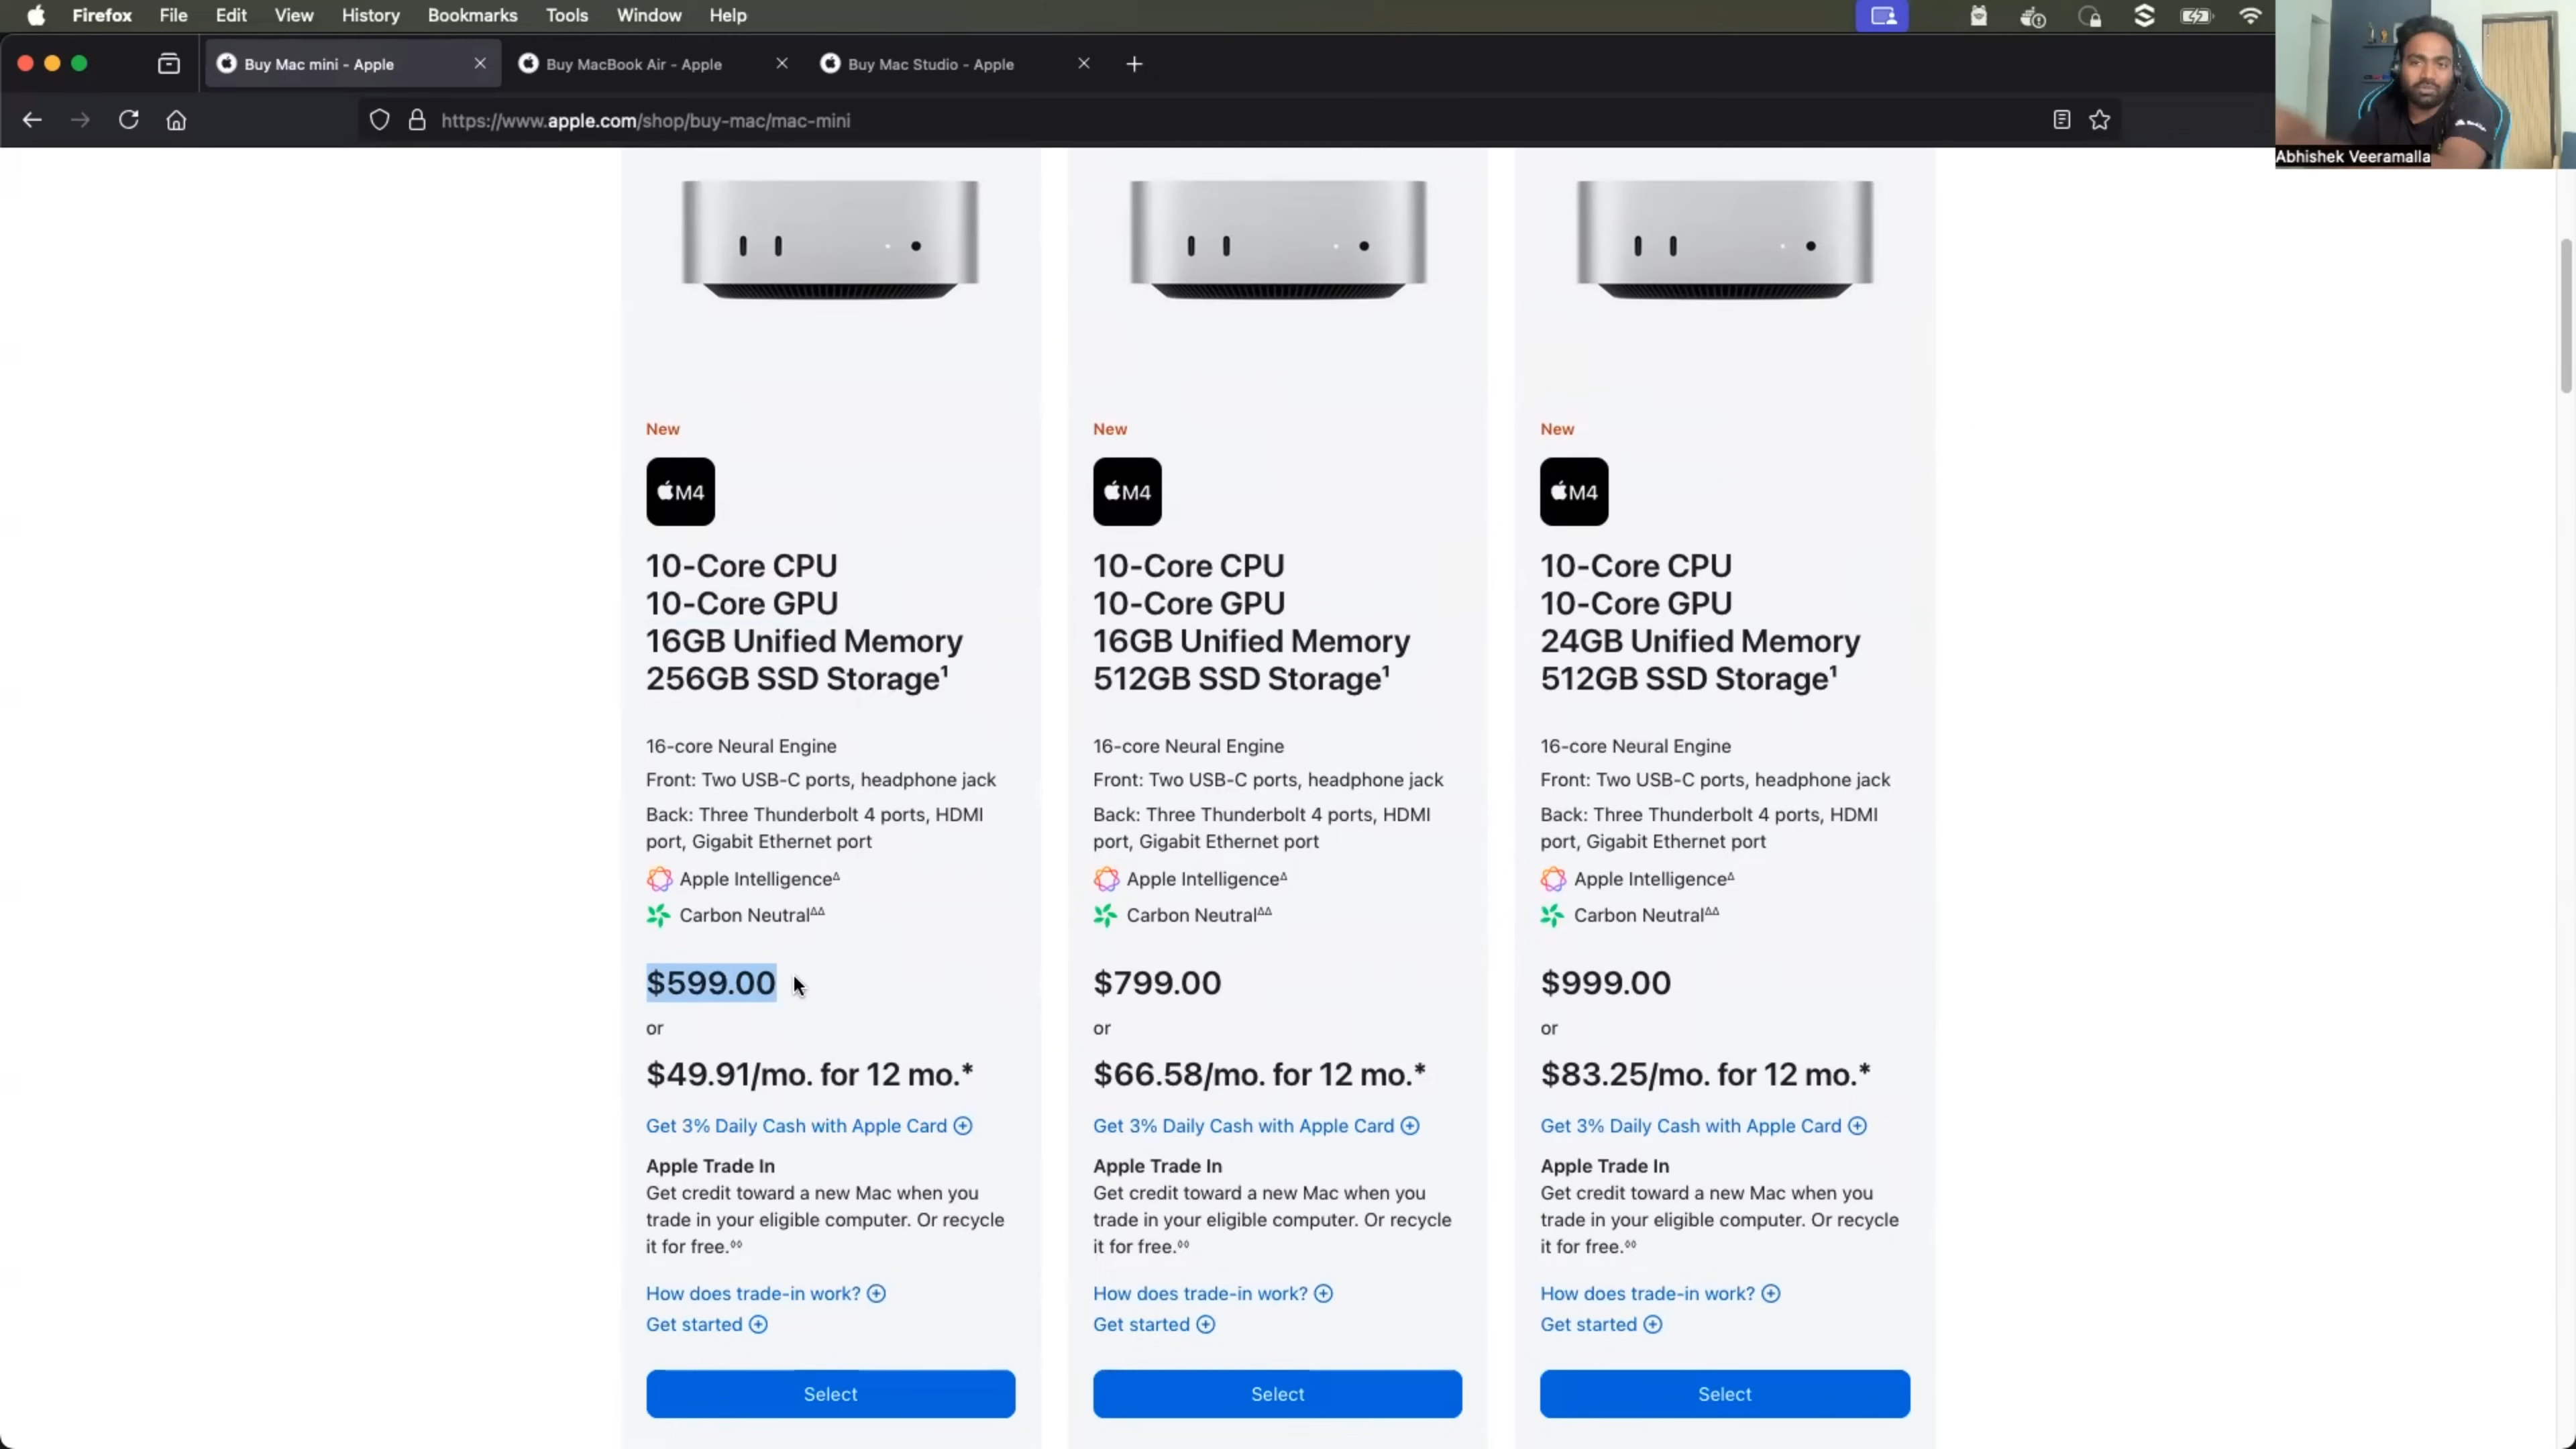 Firefox File Edit View History Bookmarks Tools Window Help
Buy Mac mini - Apple
Buy MacBook Air - Apple
Buy Mac Studio - Apple
https://www.apple.com/shop/buy-mac/mac-mini
Abhishek Veeramalla
New
M4
10-Core CPU
10-Core GPU
16GB Unified Memory
256GB SSD Storage¹
16-core Neural Engine
Front: Two USB-C ports, headphone jack
Back: Three Thunderbolt 4 ports, HDMI
port, Gigabit Ethernet port
Apple Intelligence∆
Carbon Neutral∆∆
$599.00
or
$49.91/mo. for 12 mo.*
Get 3% Daily Cash with Apple Card
Apple Trade In
Get credit toward a new Mac when you
trade in your eligible computer. Or recycle
it for free.◊◊
How does trade-in work?
Get started
Select
New
M4
10-Core CPU
10-Core GPU
16GB Unified Memory
512GB SSD Storage¹
16-core Neural Engine
Front: Two USB-C ports, headphone jack
Back: Three Thunderbolt 4 ports, HDMI
port, Gigabit Ethernet port
Apple Intelligence∆
Carbon Neutral∆∆
$799.00
or
$66.58/mo. for 12 mo.*
Get 3% Daily Cash with Apple Card
Apple Trade In
Get credit toward a new Mac when you
trade in your eligible computer. Or recycle
it for free.◊◊
How does trade-in work?
Get started
Select
New
M4
10-Core CPU
10-Core GPU
24GB Unified Memory
512GB SSD Storage¹
16-core Neural Engine
Front: Two USB-C ports, headphone jack
Back: Three Thunderbolt 4 ports, HDMI
port, Gigabit Ethernet port
Apple Intelligence∆
Carbon Neutral∆∆
$999.00
or
$83.25/mo. for 12 mo.*
Get 3% Daily Cash with Apple Card
Apple Trade In
Get credit toward a new Mac when you
trade in your eligible computer. Or recycle
it for free.◊◊
How does trade-in work?
Get started
Select